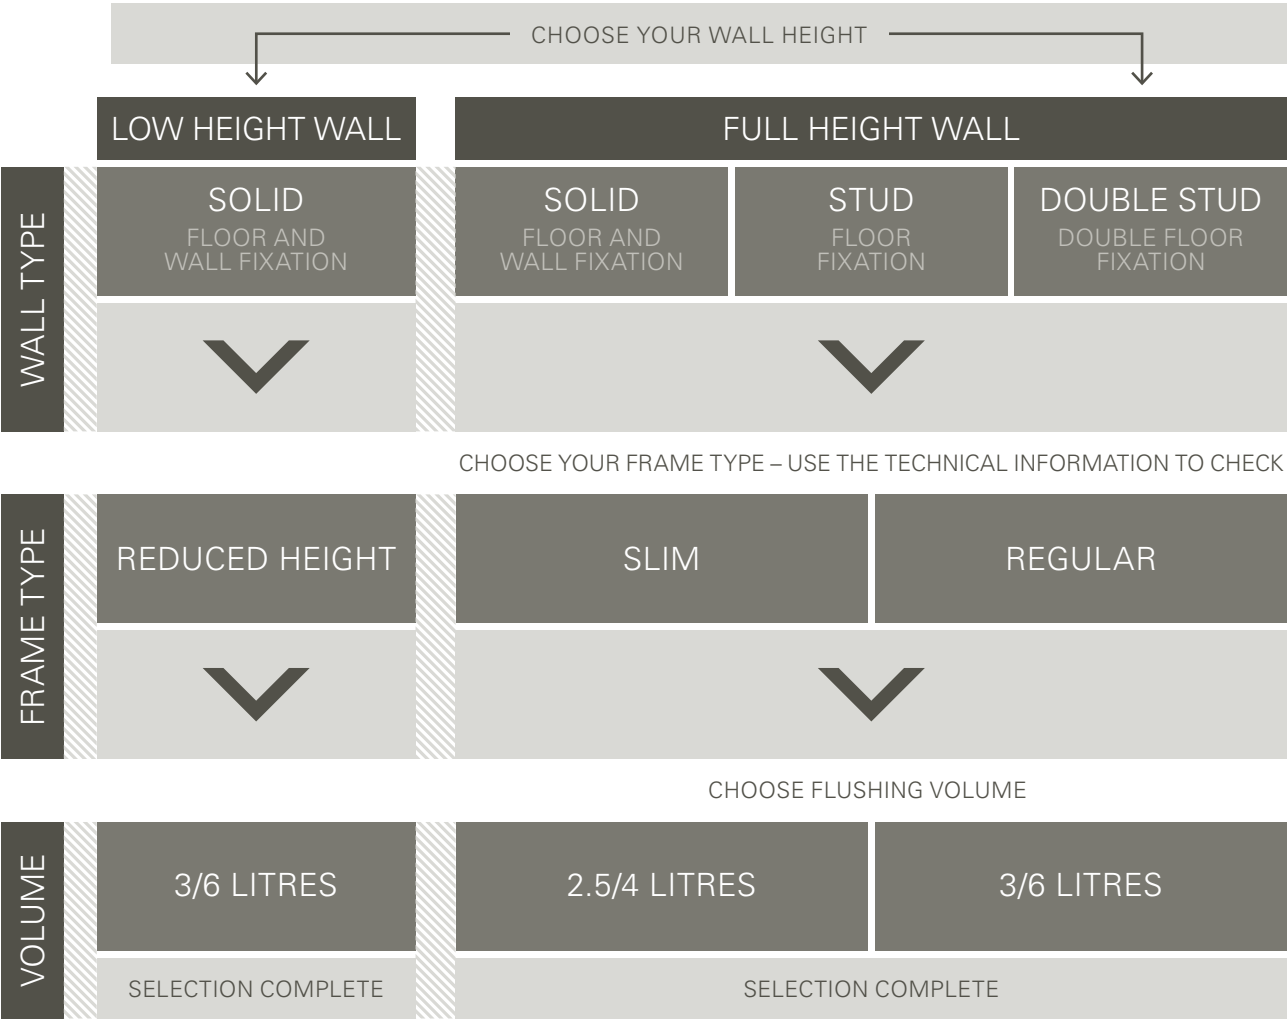 CHOOSE YOUR WALL HEIGHT
LOW HEIGHT WALL
FULL HEIGHT WALL
WALL TYPE
SOLID
FLOOR AND
WALL FIXATION
SOLID
FLOOR AND
WALL FIXATION
STUD
FLOOR
FIXATION
DOUBLE STUD
DOUBLE FLOOR
FIXATION
CHOOSE YOUR FRAME TYPE – USE THE TECHNICAL INFORMATION TO CHECK
FRAME TYPE
REDUCED HEIGHT
SLIM
REGULAR
CHOOSE FLUSHING VOLUME
VOLUME
3/6 LITRES
2.5/4 LITRES
3/6 LITRES
SELECTION COMPLETE
SELECTION COMPLETE